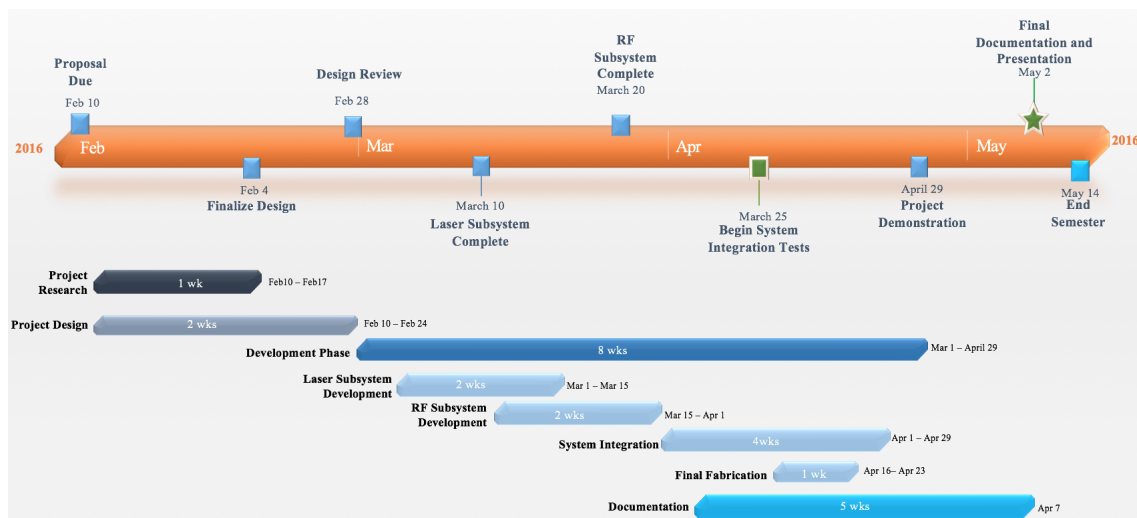 Proposal
Due
Feb 10
Design Review
Feb 28
RF
Subsystem
Complete
March 20
Final
Documentation and
Presentation
May 2
2016
Feb
Mar
Apr
May
2016
Feb 4
Finalize Design
March 10
Laser Subsystem
Complete
March 25
Begin System
Integration Tests
April 29
Project
Demonstration
May 14
End
Semester
Project
Research
1 wk
Feb10 – Feb17
Project Design
2 wks
Feb 10 – Feb 24
Development Phase
8 wks
Mar 1 – April 29
Laser Subsystem
Development
2 wks
Mar 1 – Mar 15
RF Subsystem
Development
2 wks
Mar 15 – Apr 1
System Integration
4wks
Apr 1 – Apr 29
Final Fabrication
1 wk
Apr 16– Apr 23
Documentation
5 wks
Apr 7